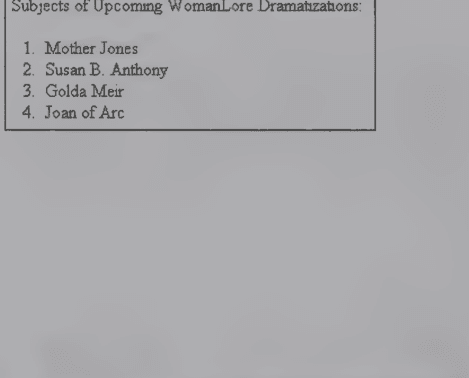 Subjects of Upcoming WomanLore Dramatizations:
1. Mother Jones
2. Susan B. Anthony
3. Golda Meir
4. Joan of Arc